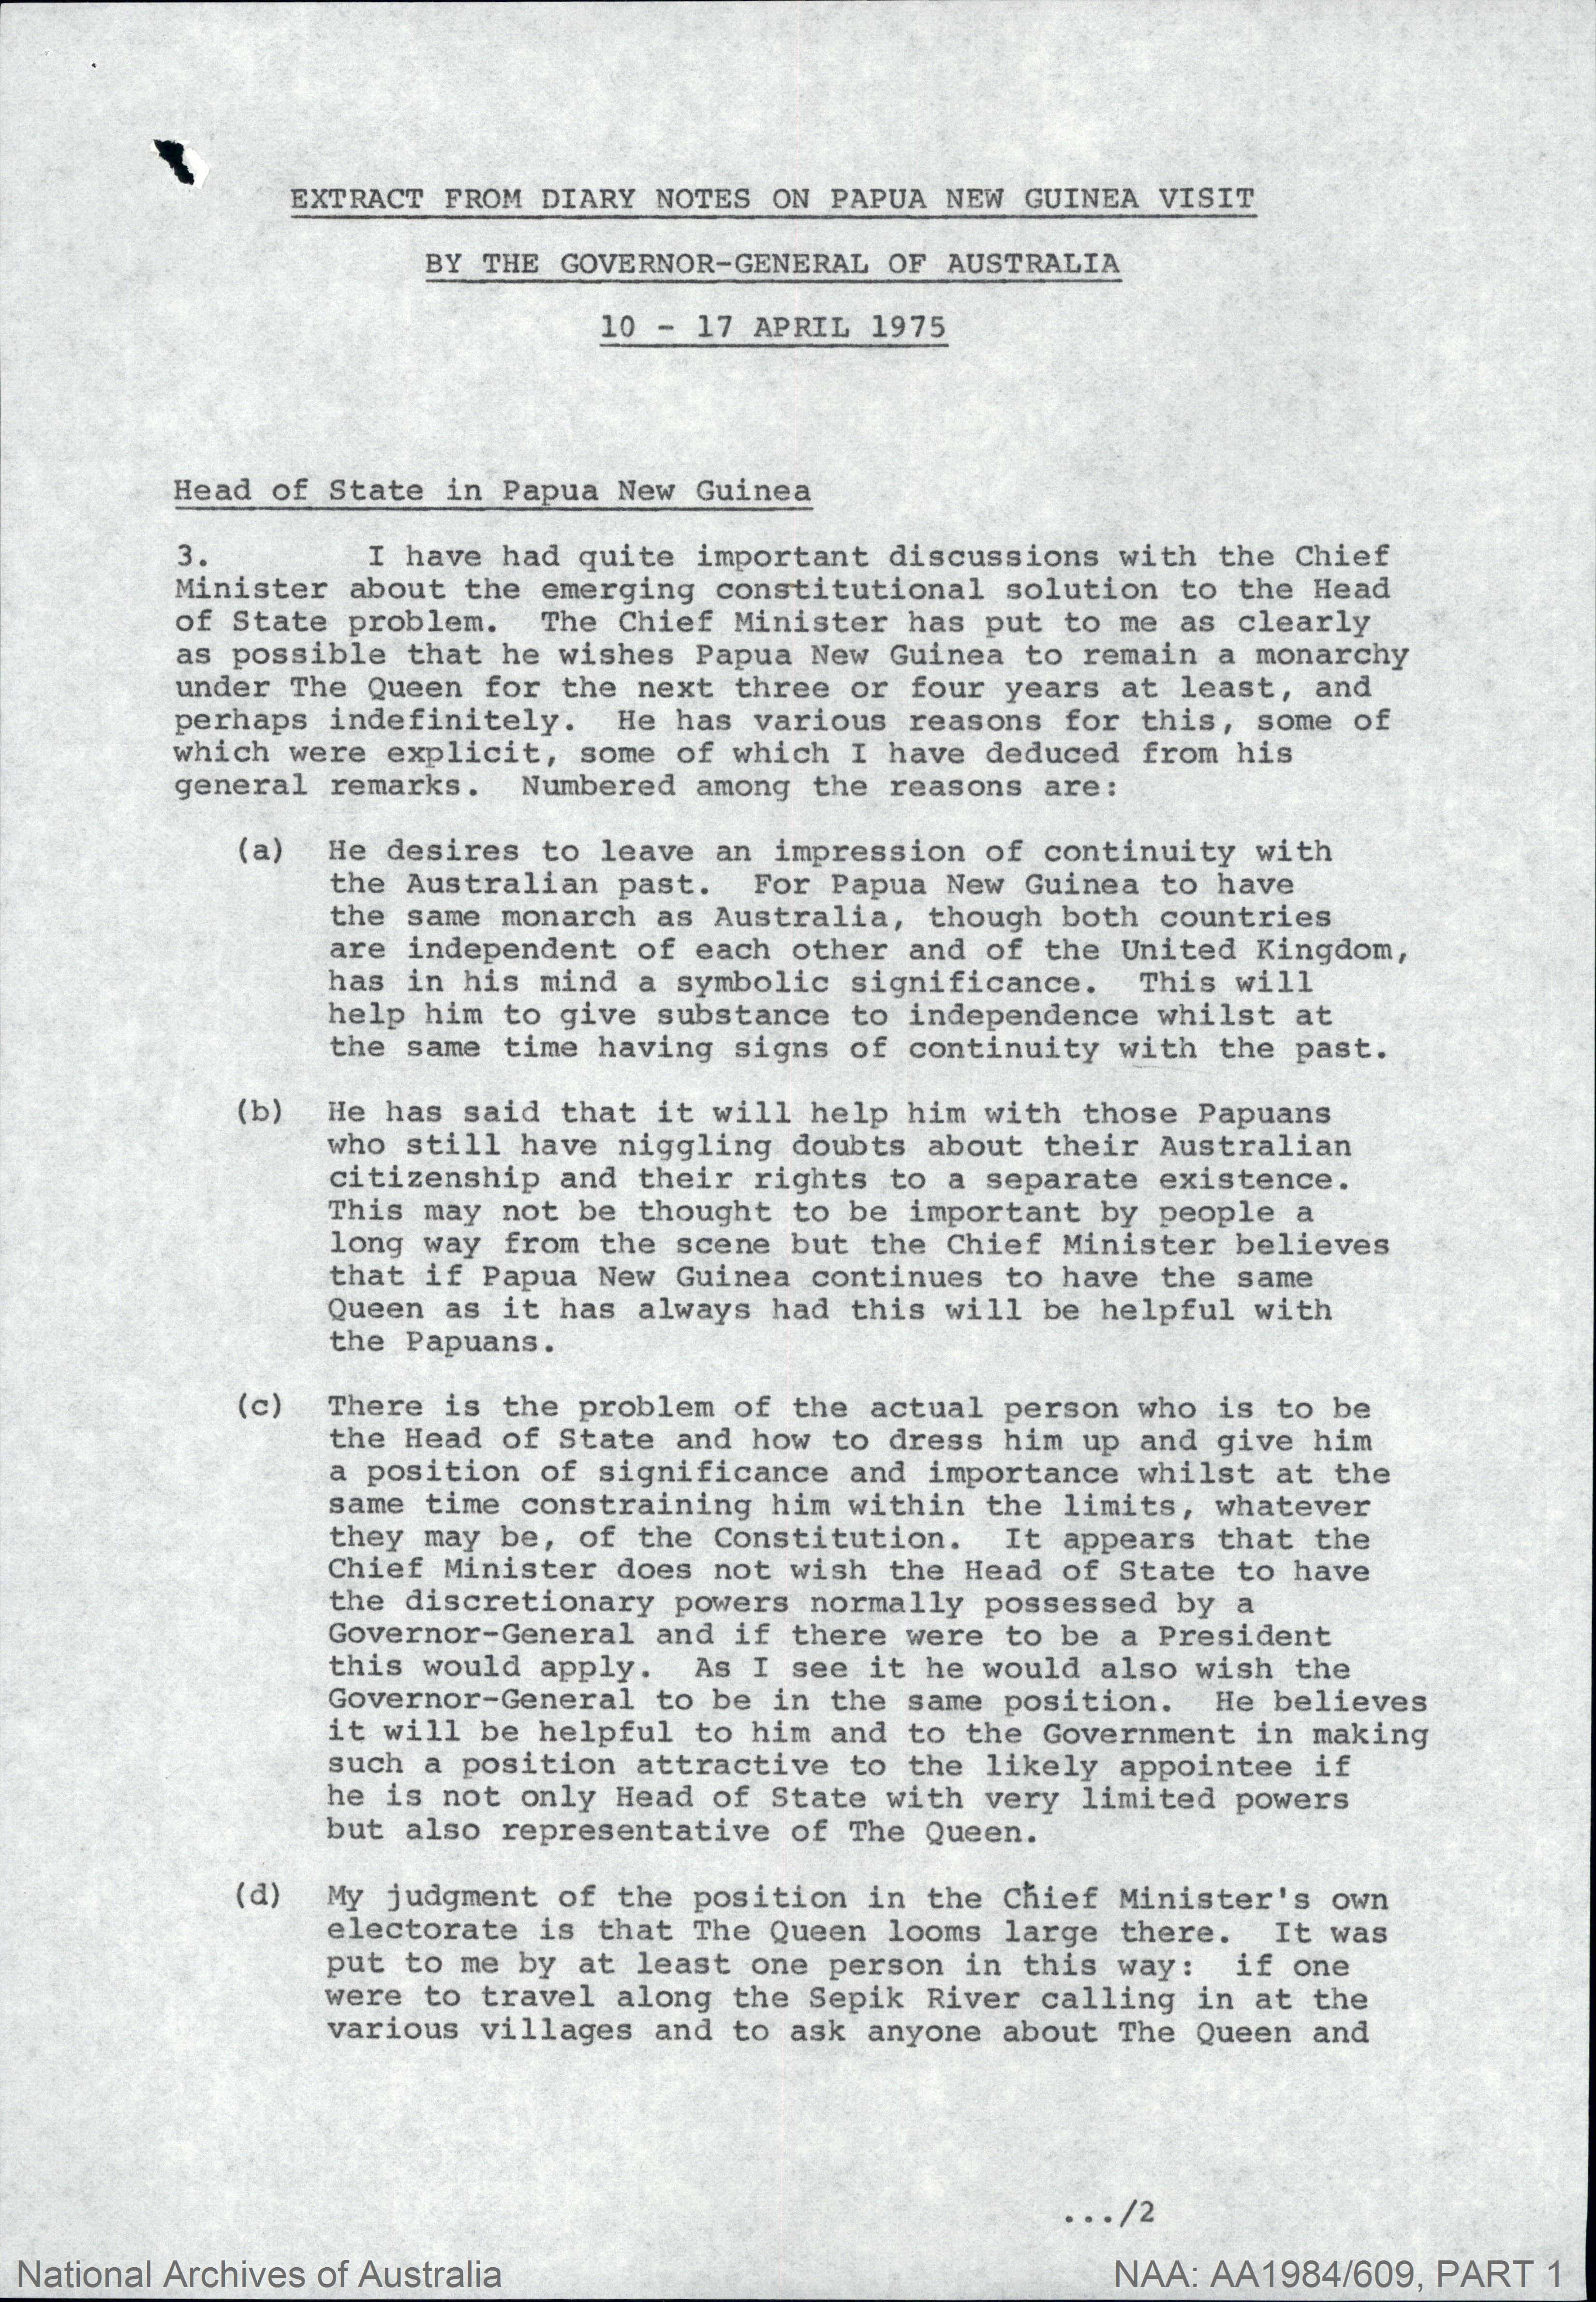 EXTRACT FROM DIARY NOTES ON PAPUA NEW GUINEA VISIT
BY THE GOVERNOR-GENERAL OF AUSTRALIA
10 - 17 APRIL 1975
Head of State in Papua New Guinea
3. I have had quite important discussions with the Chief
Minister about the emerging constitutional solution to the Head
of State problem. The Chief Minister has put to me as clearly
as possible that he wishes Papua New Guinea to remain a monarchy
under The Queen for the next three or four years at least, and
perhaps indefinitely. He has various reasons for this, some of
which were explicit, some of which I have deduced from his
general remarks. Numbered among the reasons are:
(a) He desires to leave an impression of continuity with
the Australian past. For Papua New Guinea to have
the same monarch as Australia, though both countries
are independent of each other and of the United Kingdom,
has in his mind a symbolic significance. This will
help him to give substance to independence whilst at
the same time having signs of continuity with the past.
(b) He has said that it will help him with those Papuans
who still have niggling doubts about their Australian
citizenship and their rights to a separate existence.
This may not be thought to be important by people a
long way from the scene but the Chief Minister believes
that if Papua New Guinea continues to have the same
Queen as it has always had this will be helpful with
the Papuans.
(c) There is the problem of the actual person who is to be
the Head of State and how to dress him up and give him
a position of significance and importance whilst at the
same time constraining him within the limits, whatever
they may be, of the Constitution. It appears that the
Chief Minister does not wish the Head of State to have
the discretionary powers normally possessed by a
Governor-General and if there were to be a President
this would apply. As I see it he would also wish the
Governor-General to be in the same position. He believes
it will be helpful to him and to the Government in making
such a position attractive to the likely appointee if
he is not only Head of State with very limited powers
but also representative of The Queen.
(d) My judgment of the position in the Chief Minister's own
electorate is that The Queen looms large there. It was
put to me by at least one person in this way: if one
were to travel along the Sepik River calling in at the
various villages and to ask anyone about The Queen and
.../2
National Archives of Australia
NAA: AA1984/609, PART 1